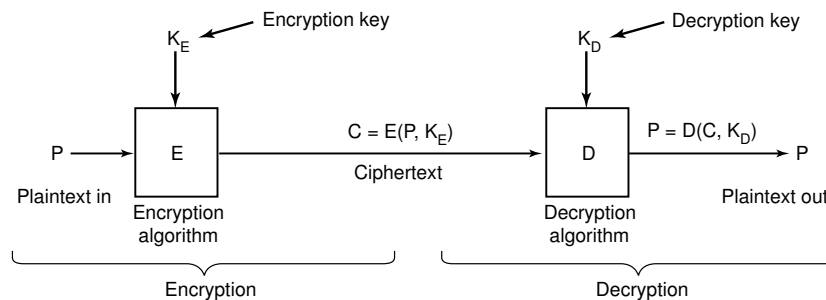 Encryption key
Decryption key
K_E
K_D
C = E(P, K_E)
P = D(C, K_D)
P
E
D
P
Ciphertext
Plaintext in
Plaintext out
Encryption
algorithm
Decryption
algorithm
Encryption
Decryption